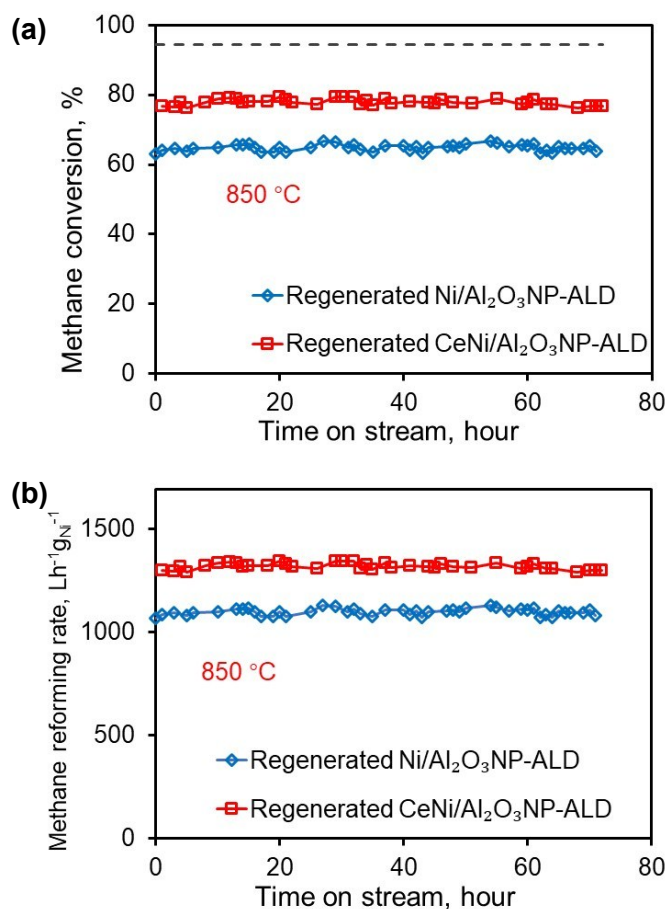 (a)
Methane conversion, %
100
80
60
40
20
0
850 °C
Regenerated Ni/Al₂O₃NP-ALD
Regenerated CeNi/Al₂O₃NP-ALD
0 20 40 60 80
Time on stream, hour
(b)
Methane reforming rate, Lh⁻¹g_Ni⁻¹
1500
1000
500
0
850 °C
Regenerated Ni/Al₂O₃NP-ALD
Regenerated CeNi/Al₂O₃NP-ALD
0 20 40 60 80
Time on stream, hour